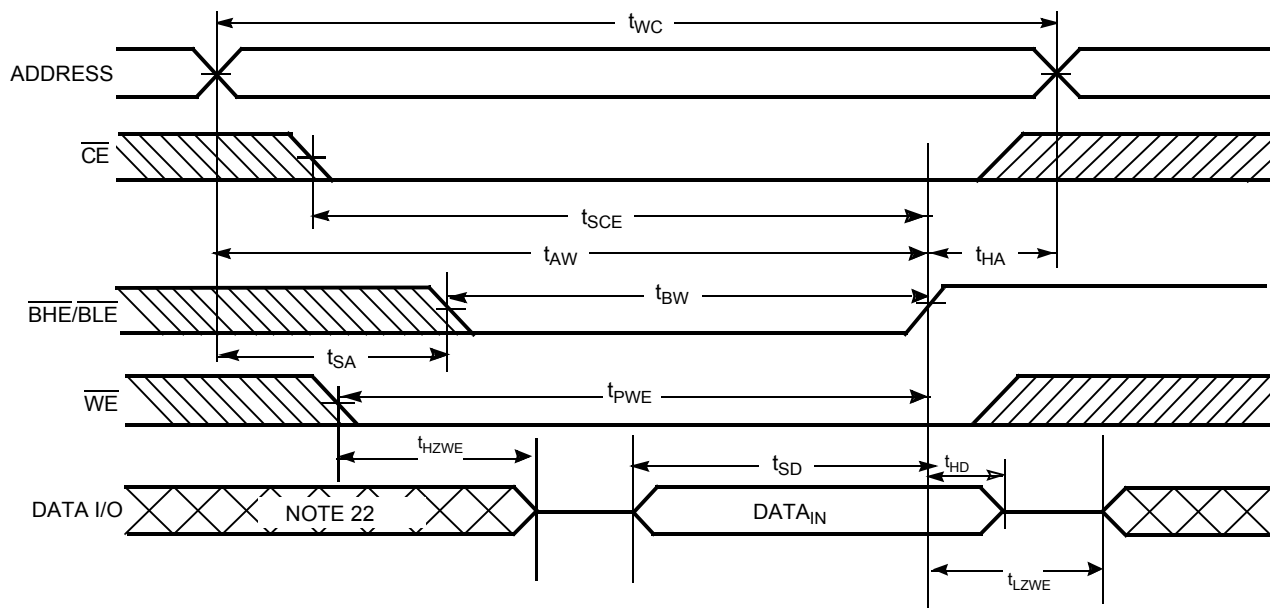 tWC
ADDRESS
CE
tSCE
tAW
tHA
BHE/BLE
tBW
tSA
WE
tPWE
tHZWE
tSD
tHD
DATA I/O
NOTE 22
DATAIN
tLZWE